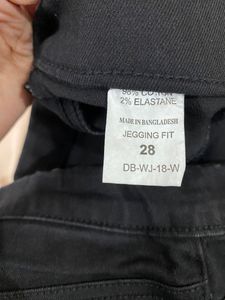 98% COTTON
2% ELASTANE
MADE IN BANGLADESH
JEGGING FIT
28
DB-WJ-18-W